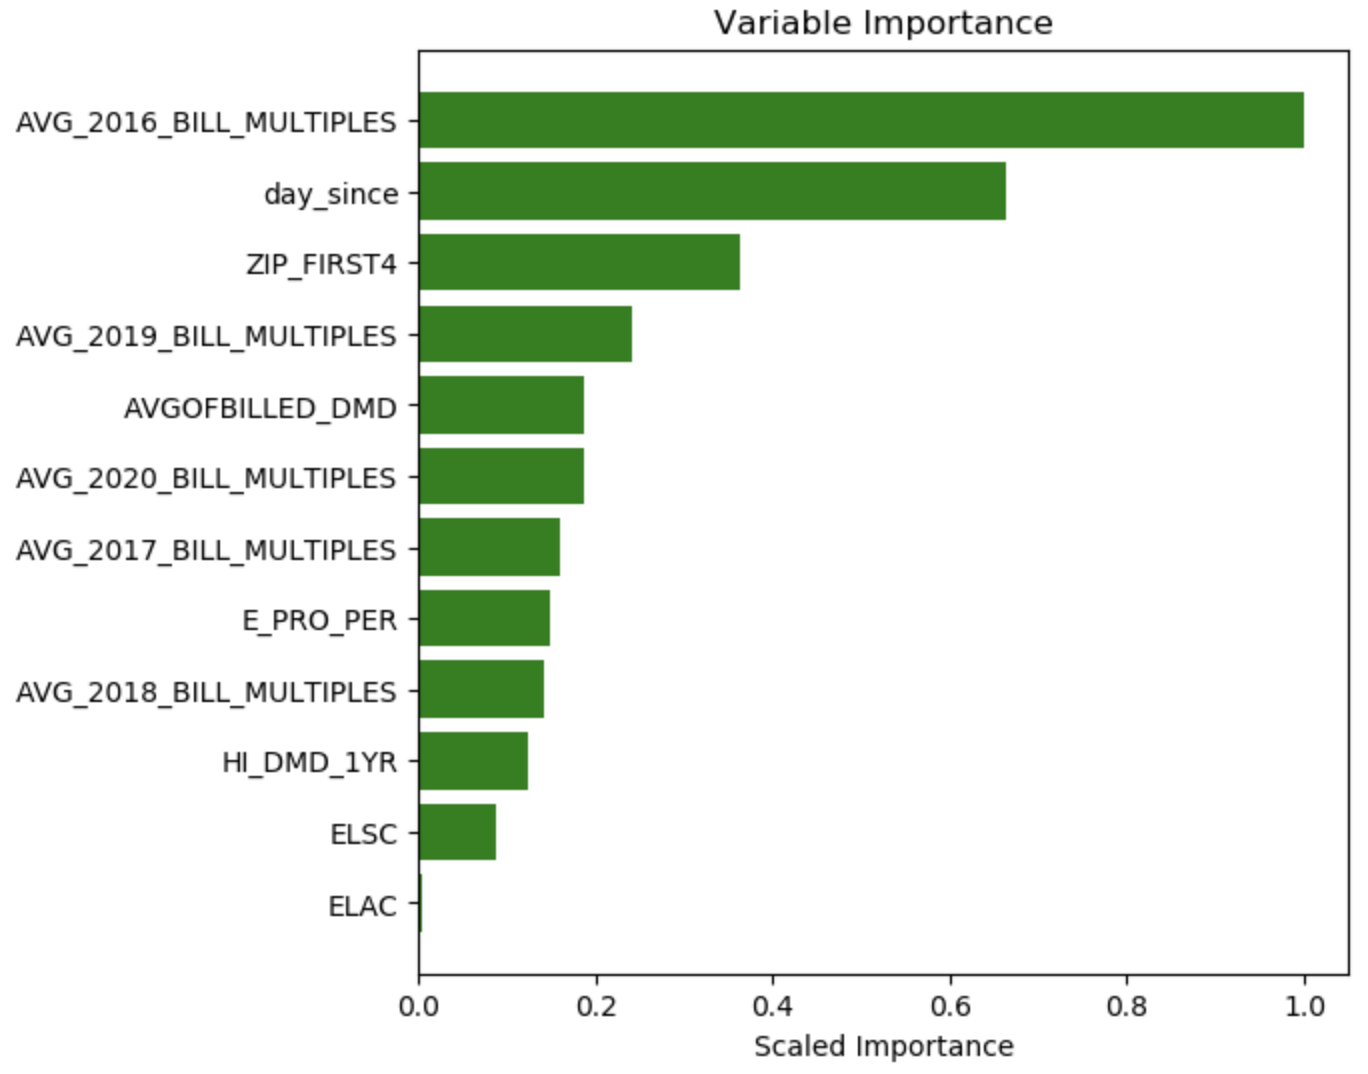 Variable Importance
AVG_2016_BILL_MULTIPLES
day_since
ZIP_FIRST4
AVG_2019_BILL_MULTIPLES
AVGOFBILLED_DMD
AVG_2020_BILL_MULTIPLES
AVG_2017_BILL_MULTIPLES
E_PRO_PER
AVG_2018_BILL_MULTIPLES
HI_DMD_1YR
ELSC
ELAC
0.0 0.2 0.4 0.6 0.8 1.0
Scaled Importance